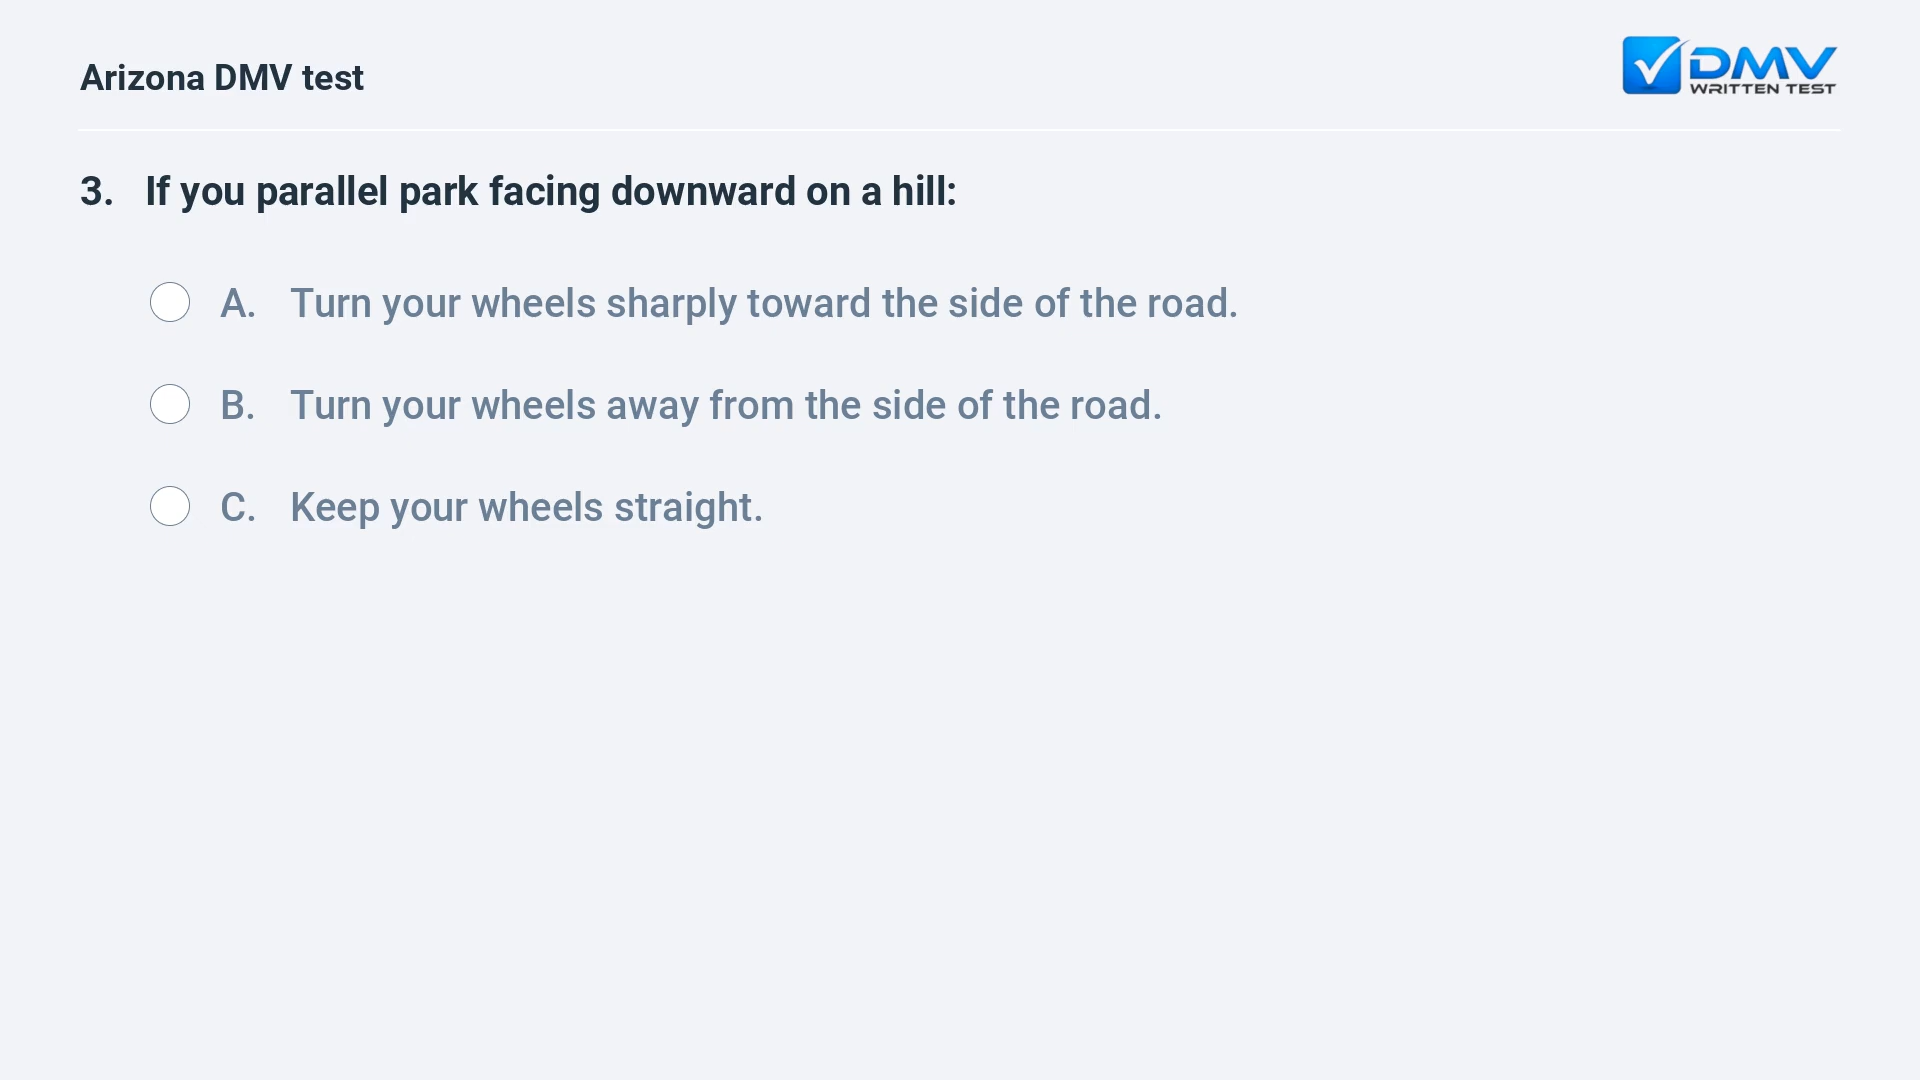 Arizona DMV test
DMV
WRITTEN TEST
3. If you parallel park facing downward on a hill:
A. Turn your wheels sharply toward the side of the road.
B. Turn your wheels away from the side of the road.
C. Keep your wheels straight.